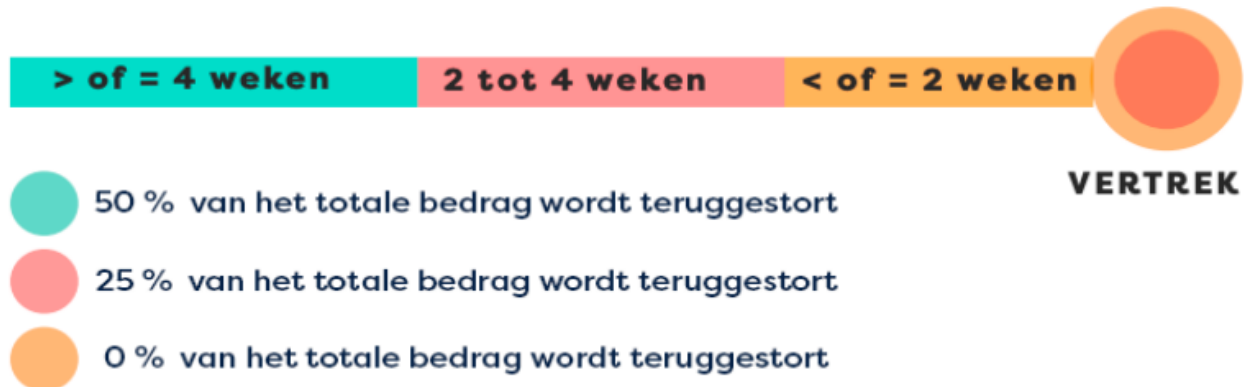 > of = 4 weken 2 tot 4 weken < of = 2 weken
VERTREK
50 % van het totale bedrag wordt teruggestort
25 % van het totale bedrag wordt teruggestort
0 % van het totale bedrag wordt teruggestort